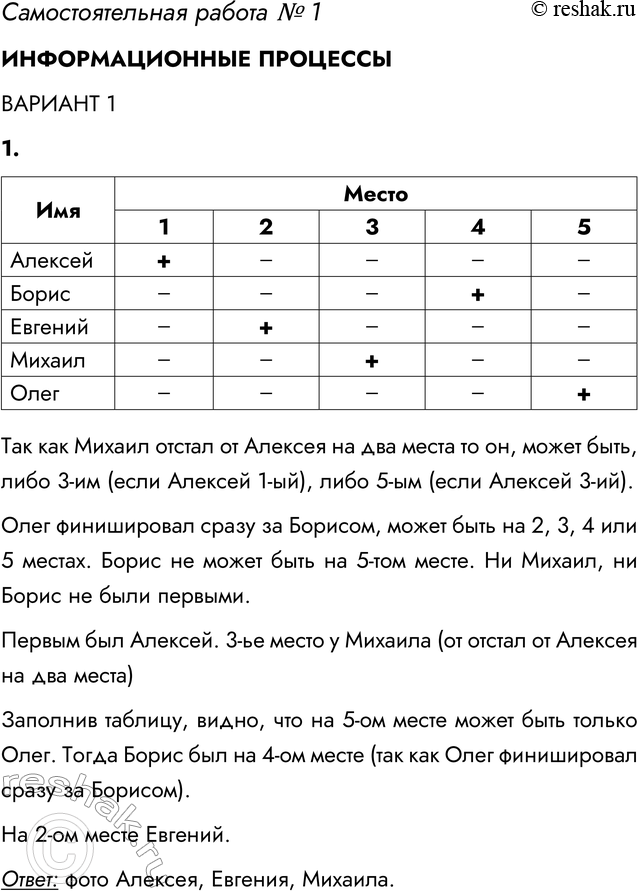 Самостоятельная работа № 1
© reshak.ru
ИНФОРМАЦИОННЫЕ ПРОЦЕССЫ
ВАРИАНТ 1
1.
Имя Место
1 2 3 4 5
Алексей + – – – –
Борис – – – + –
Евгений – + – – –
Михаил – – + – –
Олег – – – – +
Так как Михаил отстал от Алексея на два места то он, может быть,
либо 3-им (если Алексей 1-ый), либо 5-ым (если Алексей 3-ий).
Олег финишировал сразу за Борисом, может быть на 2, 3, 4 или
5 местах. Борис не может быть на 5-том месте. Ни Михаил, ни
Борис не были первыми.
Первым был Алексей. 3-ье место у Михаила (от отстал от Алексея
на два места)
Заполнив таблицу, видно, что на 5-ом месте может быть только
Олег. Тогда Борис был на 4-ом месте (так как Олег финишировал
сразу за Борисом).
На 2-ом месте Евгений.
Ответ: фото Алексея, Евгения, Михаила.
reshak.ru